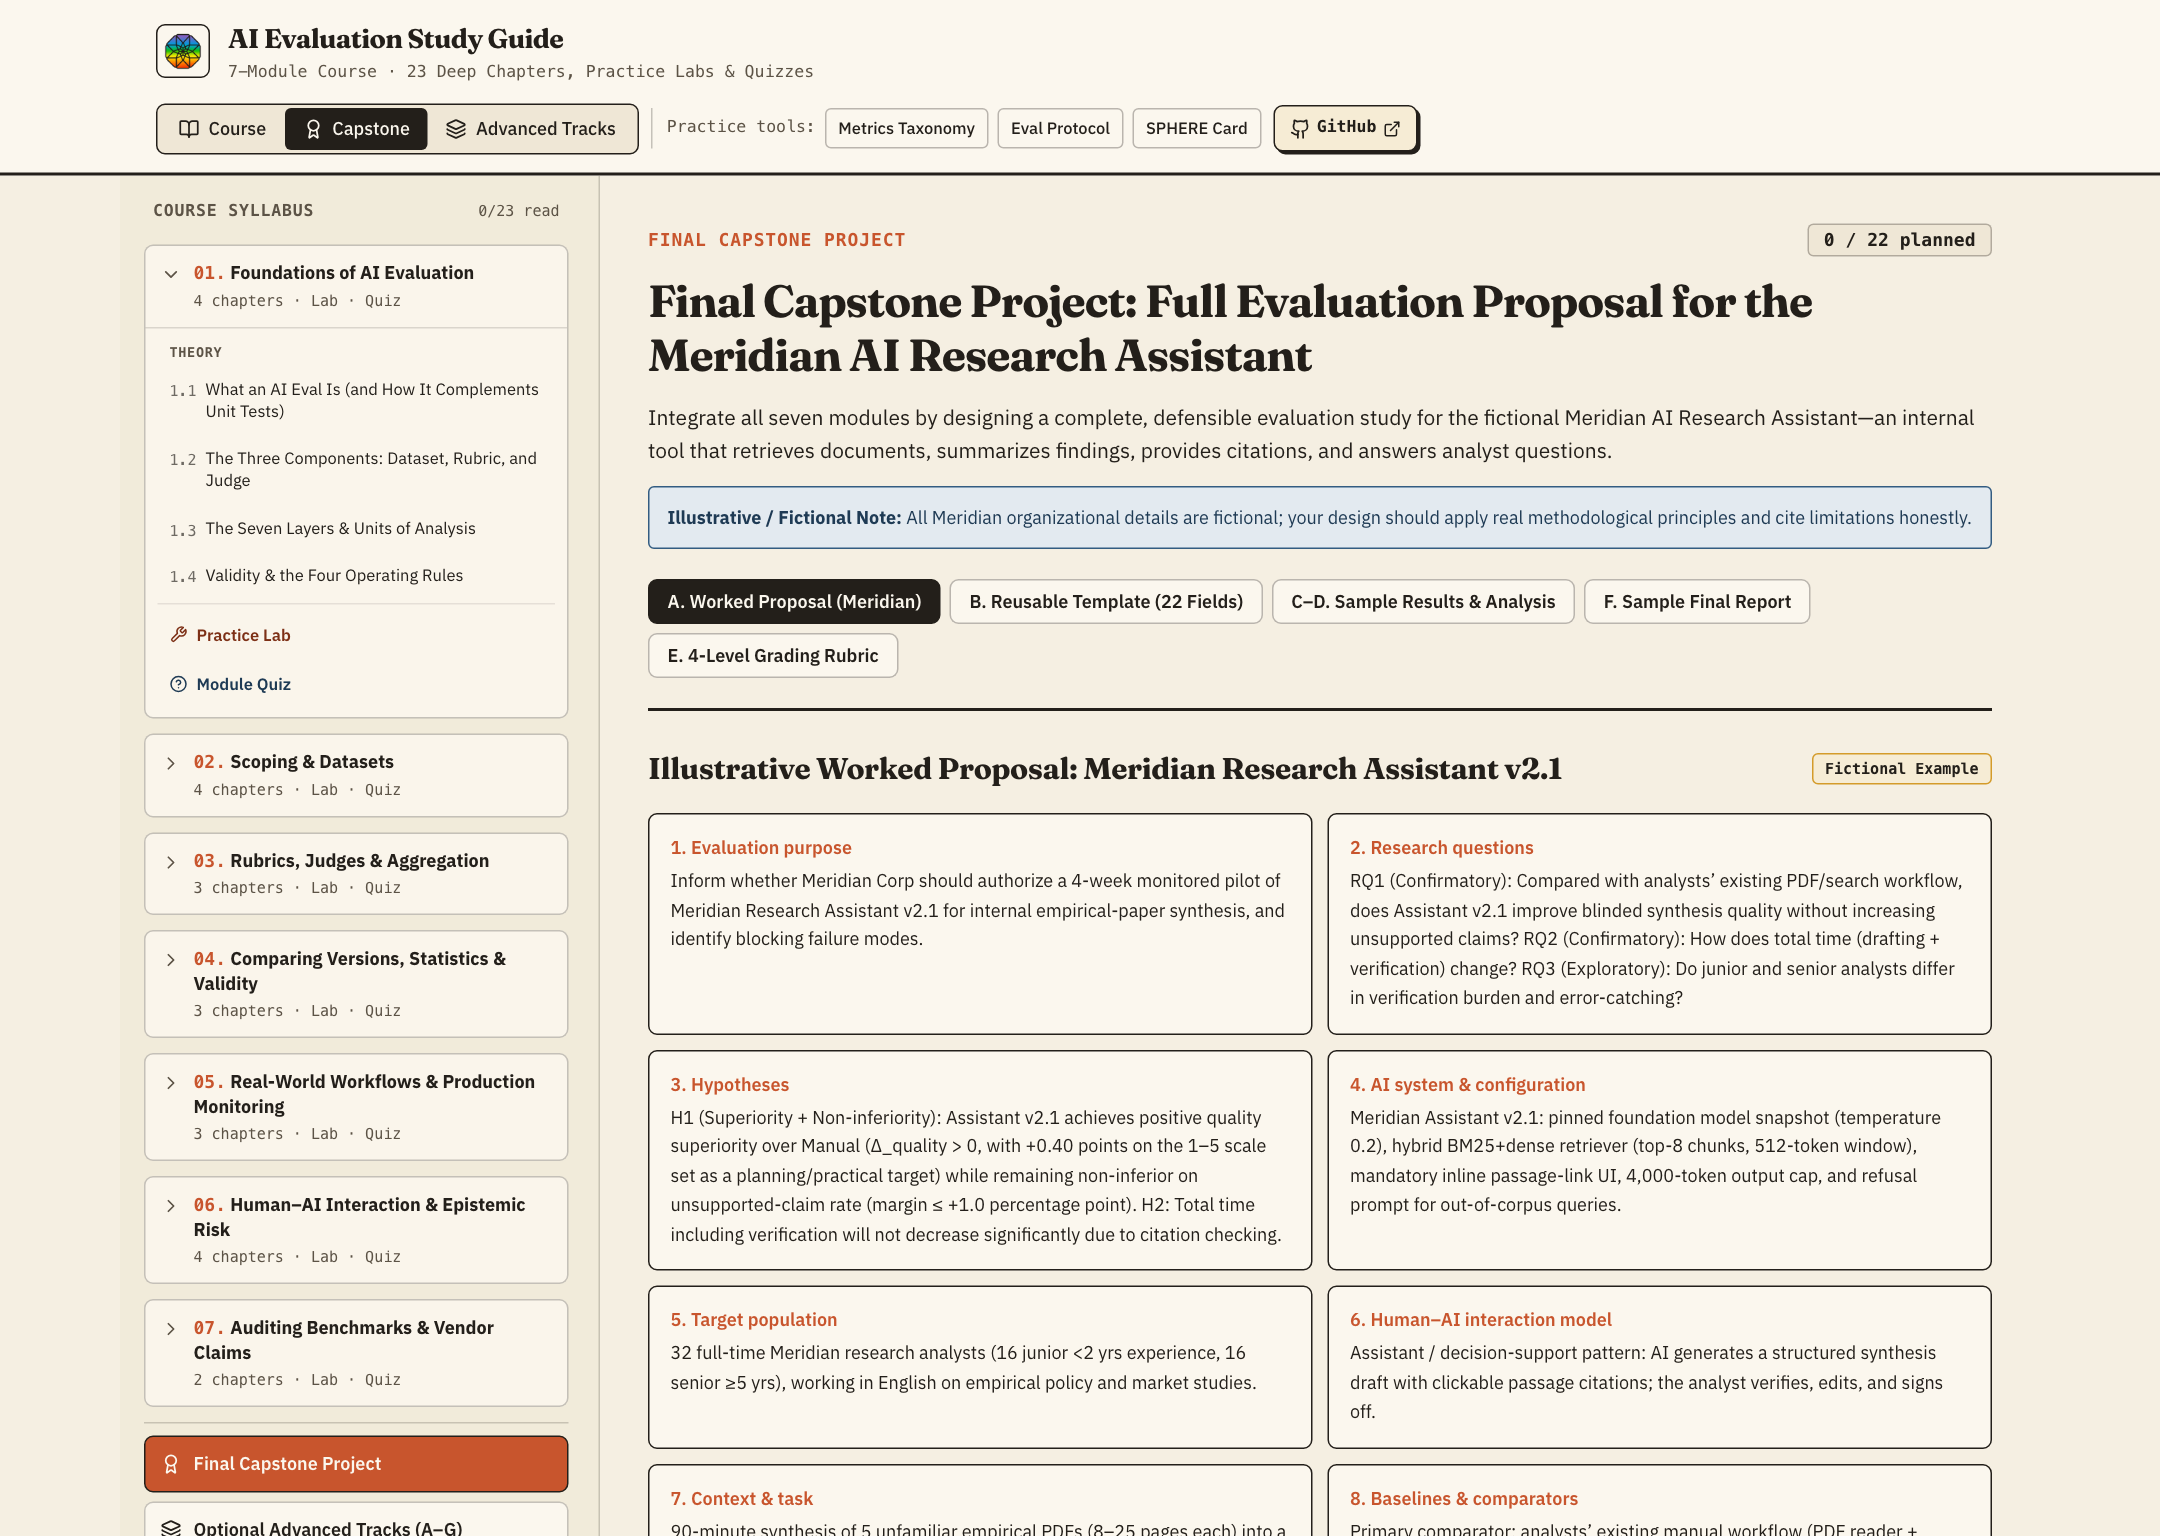 AI Evaluation Study Guide
7–Module Course · 23 Deep Chapters, Practice Labs & Quizzes
Course
Capstone
Advanced Tracks
Practice tools:
Metrics Taxonomy
Eval Protocol
SPHERE Card
GitHub
COURSE SYLLABUS
0/23 read
01. Foundations of AI Evaluation
4 chapters · Lab · Quiz
THEORY
1.1 What an AI Eval Is (and How It Complements
Unit Tests)
1.2 The Three Components: Dataset, Rubric, and
Judge
1.3 The Seven Layers & Units of Analysis
1.4 Validity & the Four Operating Rules
Practice Lab
Module Quiz
02. Scoping & Datasets
4 chapters · Lab · Quiz
03. Rubrics, Judges & Aggregation
3 chapters · Lab · Quiz
04. Comparing Versions, Statistics &
Validity
3 chapters · Lab · Quiz
05. Real-World Workflows & Production
Monitoring
3 chapters · Lab · Quiz
06. Human–AI Interaction & Epistemic
Risk
4 chapters · Lab · Quiz
07. Auditing Benchmarks & Vendor
Claims
2 chapters · Lab · Quiz
Final Capstone Project
Optional Advanced Tracks (A–G)
FINAL CAPSTONE PROJECT
0 / 22 planned
Final Capstone Project: Full Evaluation Proposal for the
Meridian AI Research Assistant
Integrate all seven modules by designing a complete, defensible evaluation study for the fictional Meridian AI Research Assistant—an internal
tool that retrieves documents, summarizes findings, provides citations, and answers analyst questions.
Illustrative / Fictional Note: All Meridian organizational details are fictional; your design should apply real methodological principles and cite limitations honestly.
A. Worked Proposal (Meridian)
B. Reusable Template (22 Fields)
C–D. Sample Results & Analysis
F. Sample Final Report
E. 4-Level Grading Rubric
Illustrative Worked Proposal: Meridian Research Assistant v2.1
Fictional Example
1. Evaluation purpose
Inform whether Meridian Corp should authorize a 4-week monitored pilot of
Meridian Research Assistant v2.1 for internal empirical-paper synthesis, and
identify blocking failure modes.
2. Research questions
RQ1 (Confirmatory): Compared with analysts’ existing PDF/search workflow,
does Assistant v2.1 improve blinded synthesis quality without increasing
unsupported claims? RQ2 (Confirmatory): How does total time (drafting +
verification) change? RQ3 (Exploratory): Do junior and senior analysts differ
in verification burden and error-catching?
3. Hypotheses
H1 (Superiority + Non-inferiority): Assistant v2.1 achieves positive quality
superiority over Manual (Δ_quality > 0, with +0.40 points on the 1–5 scale
set as a planning/practical target) while remaining non-inferior on
unsupported-claim rate (margin ≤ +1.0 percentage point). H2: Total time
including verification will not decrease significantly due to citation checking.
4. AI system & configuration
Meridian Assistant v2.1: pinned foundation model snapshot (temperature
0.2), hybrid BM25+dense retriever (top-8 chunks, 512-token window),
mandatory inline passage-link UI, 4,000-token output cap, and refusal
prompt for out-of-corpus queries.
5. Target population
32 full-time Meridian research analysts (16 junior <2 yrs experience, 16
senior ≥5 yrs), working in English on empirical policy and market studies.
6. Human–AI interaction model
Assistant / decision-support pattern: AI generates a structured synthesis
draft with clickable passage citations; the analyst verifies, edits, and signs
off.
7. Context & task
90-minute synthesis of 5 unfamiliar empirical PDFs (8–25 pages each) into a
8. Baselines & comparators
Primary comparator: analysts’ existing manual workflow (PDF reader +